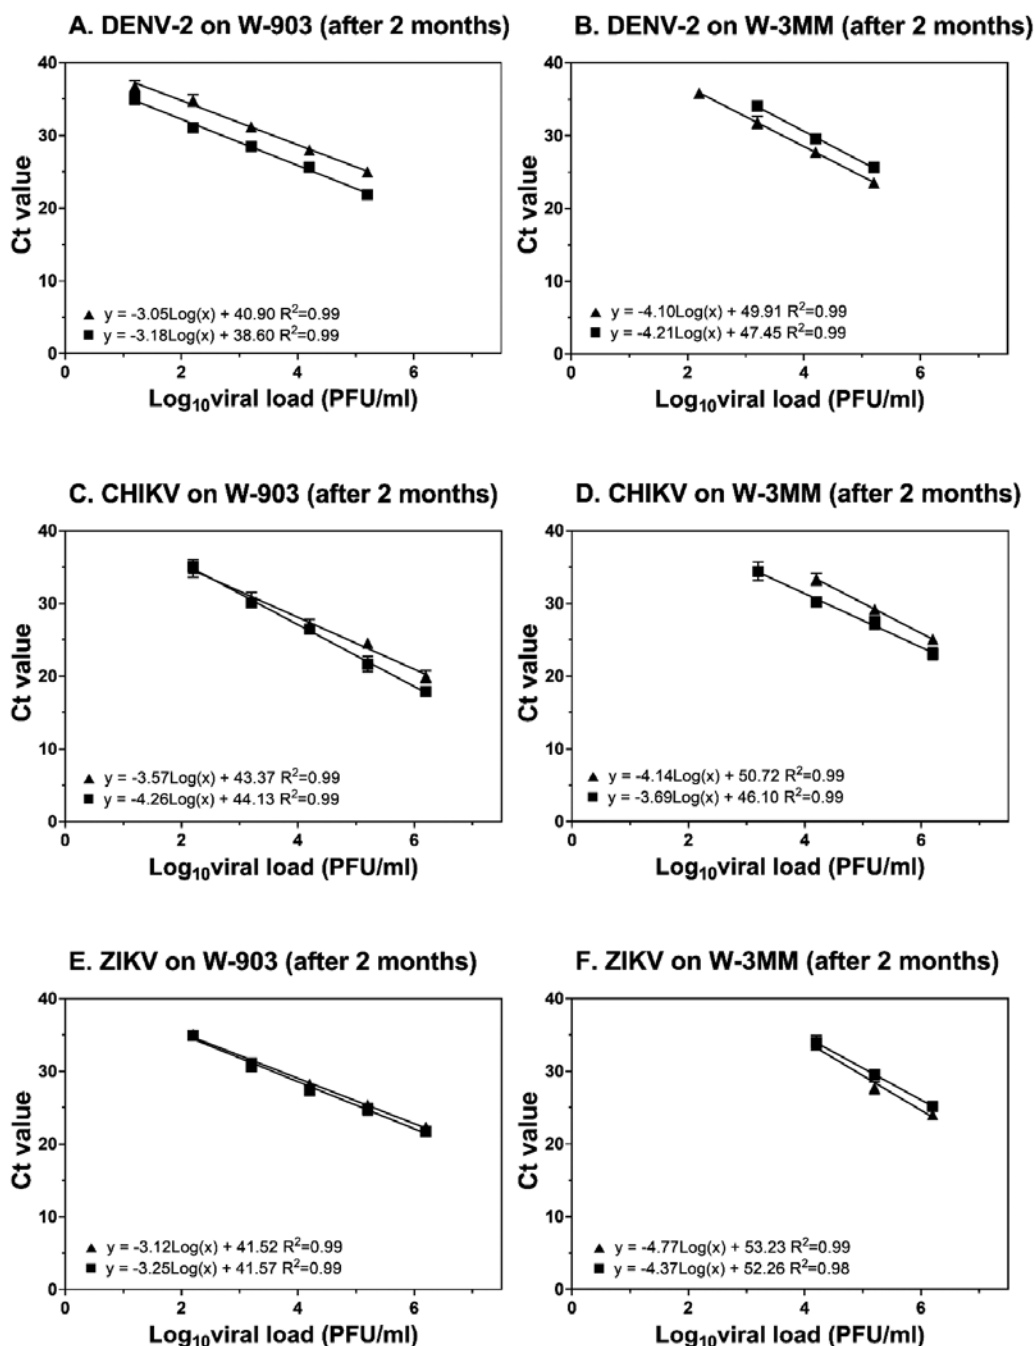 A. DENV-2 on W-903 (after 2 months)
40
30
20
10
0
Ct value
▲ y = -3.05Log(x) + 40.90 R²=0.99
■ y = -3.18Log(x) + 38.60 R²=0.99
0 2 4 6
Log₁₀viral load (PFU/ml)
B. DENV-2 on W-3MM (after 2 months)
40
30
20
10
0
Ct value
▲ y = -4.10Log(x) + 49.91 R²=0.99
■ y = -4.21Log(x) + 47.45 R²=0.99
0 2 4 6
Log₁₀viral load (PFU/ml)
C. CHIKV on W-903 (after 2 months)
40
30
20
10
0
Ct value
▲ y = -3.57Log(x) + 43.37 R²=0.99
■ y = -4.26Log(x) + 44.13 R²=0.99
0 2 4 6
Log₁₀viral load (PFU/ml)
D. CHIKV on W-3MM (after 2 months)
40
30
20
10
0
Ct value
▲ y = -4.14Log(x) + 50.72 R²=0.99
■ y = -3.69Log(x) + 46.10 R²=0.99
0 2 4 6
Log₁₀viral load (PFU/ml)
E. ZIKV on W-903 (after 2 months)
40
30
20
10
0
Ct value
▲ y = -3.12Log(x) + 41.52 R²=0.99
■ y = -3.25Log(x) + 41.57 R²=0.99
0 2 4 6
Log₁₀viral load (PFU/ml)
F. ZIKV on W-3MM (after 2 months)
40
30
20
10
0
Ct value
▲ y = -4.77Log(x) + 53.23 R²=0.99
■ y = -4.37Log(x) + 52.26 R²=0.98
0 2 4 6
Log₁₀viral load (PFU/ml)